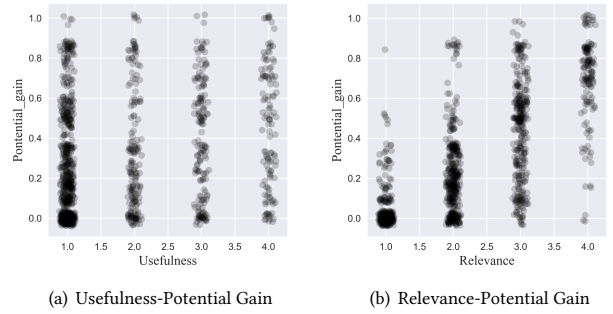 1.0
0.8
0.6
0.4
0.2
0.0
Pontential_gain
1.0 1.5 2.0 2.5 3.0 3.5 4.0
Usefulness
(a) Usefulness-Potential Gain
1.0
0.8
0.6
0.4
0.2
0.0
Pontential_gain
1.0 1.5 2.0 2.5 3.0 3.5 4.0
Relevance
(b) Relevance-Potential Gain